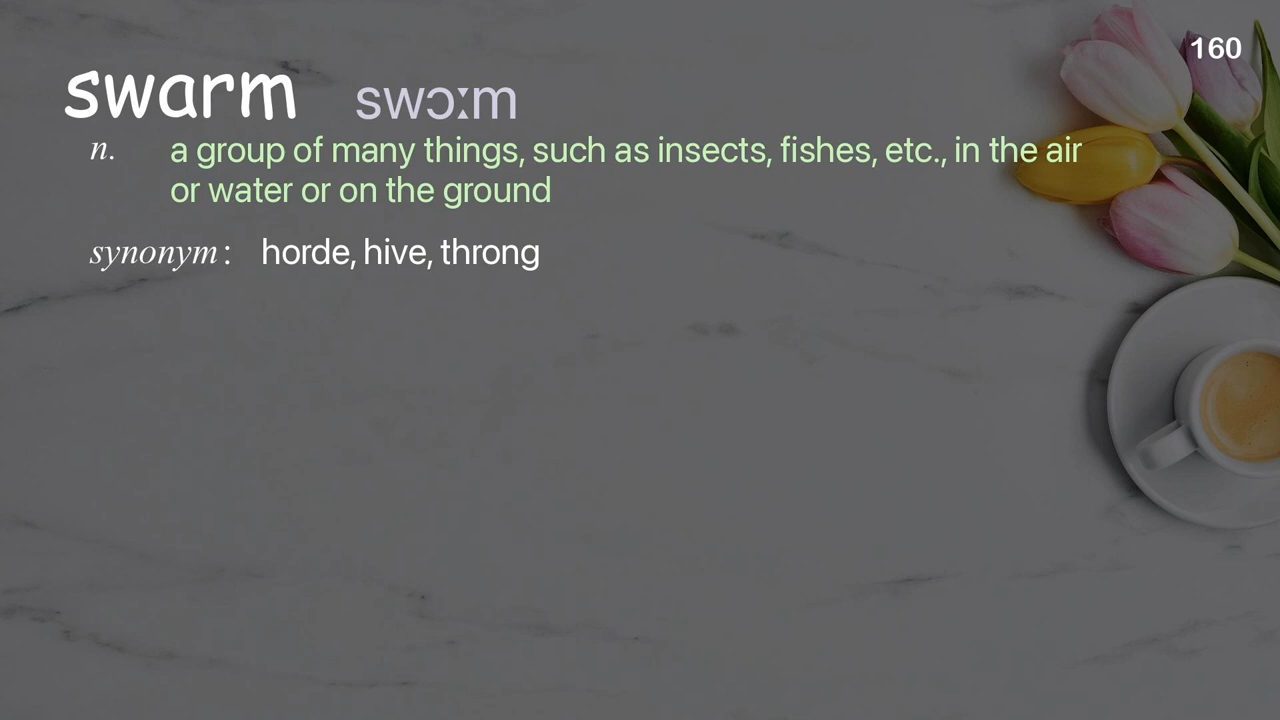 160
swarm swɔːm
n. a group of many things, such as insects, fishes, etc., in the air
or water or on the ground
synonym : horde, hive, throng